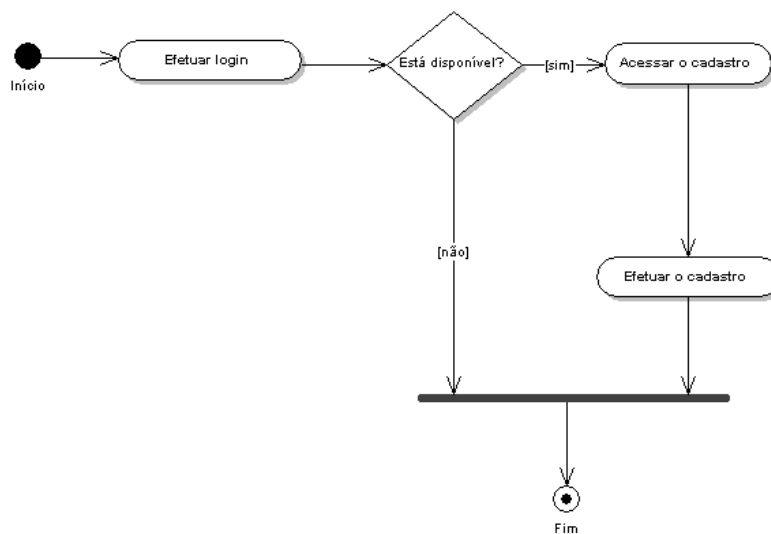 Início
Efetuar login
Está disponível?
[sim]
Acessar o cadastro
[não]
Efetuar o cadastro
Fim